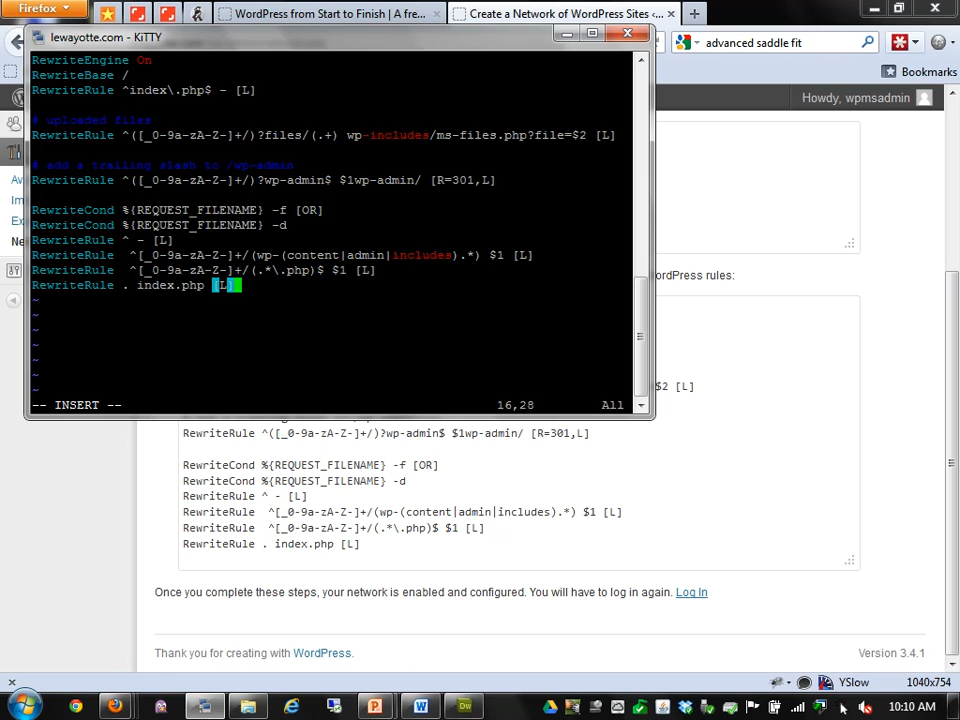 Firefox
WordPress from Start to Finish | A fre...
Create a Network of WordPress Sites ‹...
lewayotte.com - KiTTY
advanced saddle fit
Bookmarks
Howdy, wpmsadmin
RewriteEngine On
RewriteBase /
RewriteRule ^index\.php$ - [L]
# uploaded files
RewriteRule ^([_0-9a-zA-Z-]+/)?files/(.+) wp-includes/ms-files.php?file=$2 [L]
# add a trailing slash to /wp-admin
RewriteRule ^([_0-9a-zA-Z-]+/)?wp-admin$ $1wp-admin/ [R=301,L]
RewriteCond %{REQUEST_FILENAME} -f [OR]
RewriteCond %{REQUEST_FILENAME} -d
RewriteRule ^ - [L]
RewriteRule  ^[_0-9a-zA-Z-]+/(wp-(content|admin|includes).*) $1 [L]
RewriteRule  ^[_0-9a-zA-Z-]+/(.*\.php)$ $1 [L]
RewriteRule . index.php [L]
~
~
~
~
~
~
~
-- INSERT -- 16,28 All
Av
Im
Ex
Ne
ordPress rules:
$2 [L]
RewriteRule ^([_0-9a-zA-Z-]+/)?wp-admin$ $1wp-admin/ [R=301,L]
RewriteCond %{REQUEST_FILENAME} -f [OR]
RewriteCond %{REQUEST_FILENAME} -d
RewriteRule ^ - [L]
RewriteRule  ^[_0-9a-zA-Z-]+/(wp-(content|admin|includes).*) $1 [L]
RewriteRule  ^[_0-9a-zA-Z-]+/(.*\.php)$ $1 [L]
RewriteRule . index.php [L]
Once you complete these steps, your network is enabled and configured. You will have to log in again. Log In
Thank you for creating with WordPress.
Version 3.4.1
YSlow
1040x754
10:10 AM